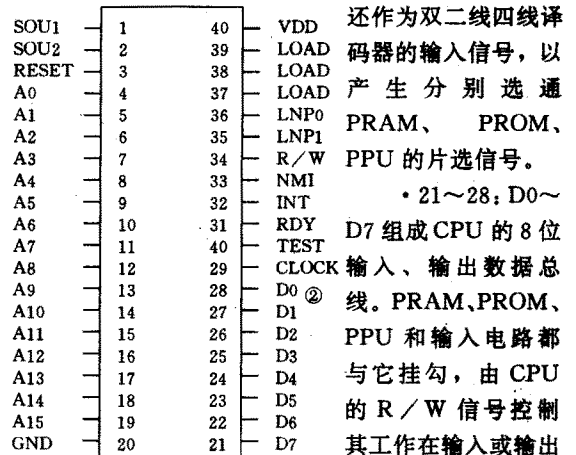 SOU1 1 40 VDD
SOU2 2 39 LOAD
RESET 3 38 LOAD
A0 4 37 LOAD
A1 5 36 LNP0
A2 6 35 LNP1
A3 7 34 R/W
A4 8 33 NMI
A5 9 32 INT
A6 10 31 RDY
A7 11 40 TEST
A8 12 29 CLOCK
A9 13 28 D0 ②
A10 14 27 D1
A11 15 26 D2
A12 16 25 D3
A13 17 24 D4
A14 18 23 D5
A15 19 22 D6
GND 20 21 D7
还作为双二线四线译
码器的输入信号，以
产生分别选通
PRAM、 PROM、
PPU 的片选信号。
·21～28：D0～
D7 组成 CPU 的 8 位
输入、输出数据总
线。PRAM、PROM、
PPU 和输入电路都
与它挂勾，由 CPU
的 R/W 信号控制
其工作在输入或输出